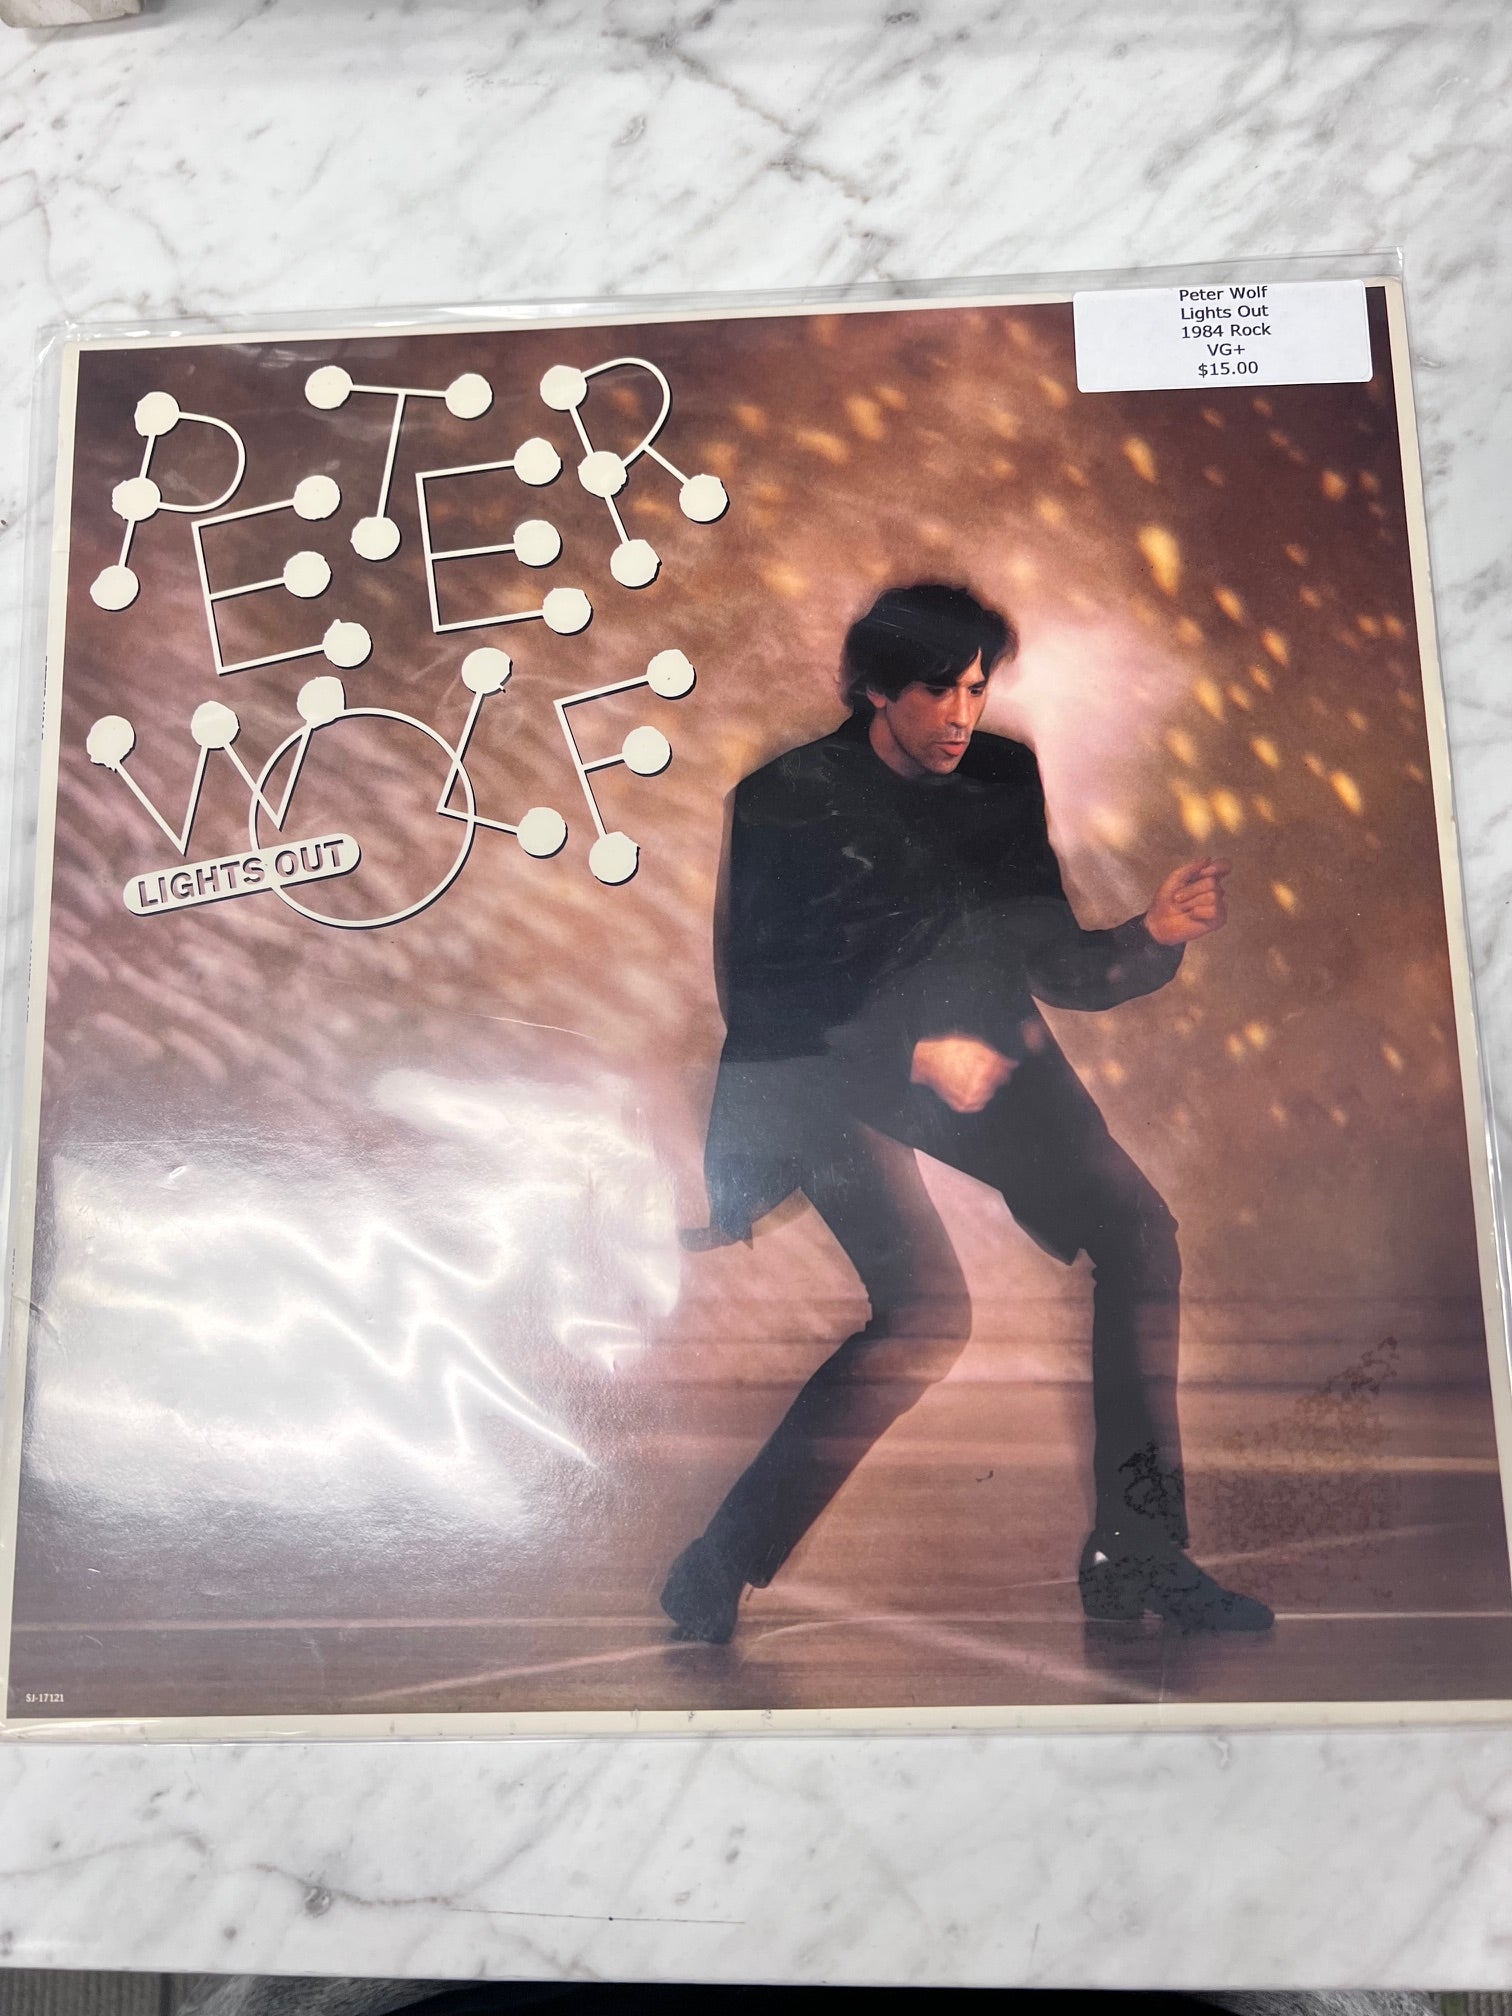 Peter Wolf
Lights Out
1984 Rock
VG+
$15.00
PETER
WOLF
LIGHTS OUT
SJ-17121